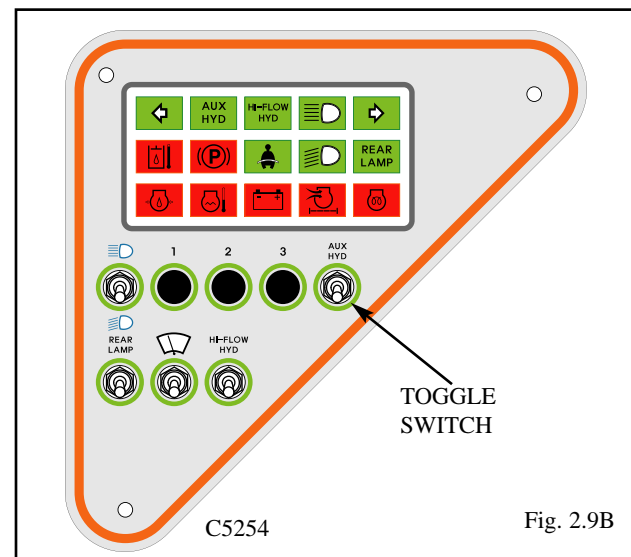 AUX
HYD
HI-FLOW
HYD
P
REAR
LAMP
1 2 3
AUX
HYD
REAR
LAMP
HI-FLOW
HYD
TOGGLE
SWITCH
C5254
Fig. 2.9B